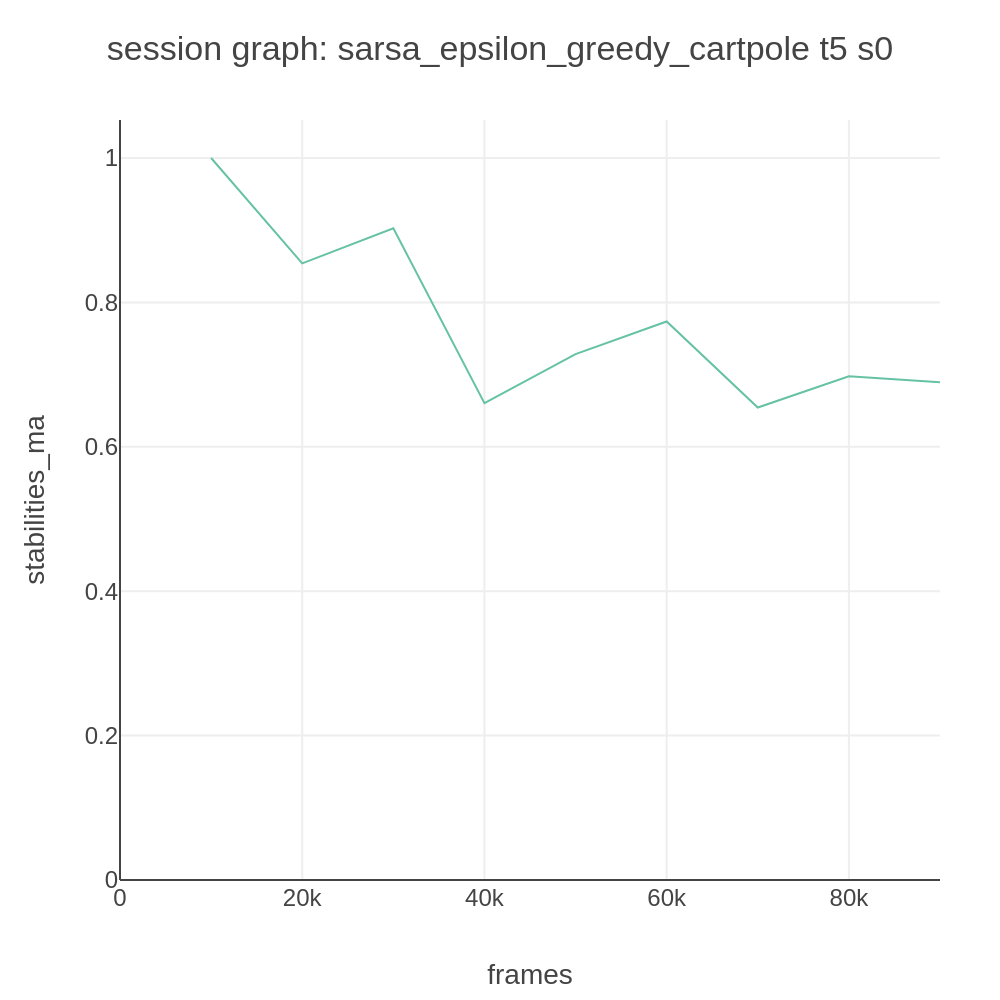 session graph: sarsa_epsilon_greedy_cartpole t5 s0
stabilities_ma
1
0.8
0.6
0.4
0.2
0
0
20k
40k
60k
80k
frames